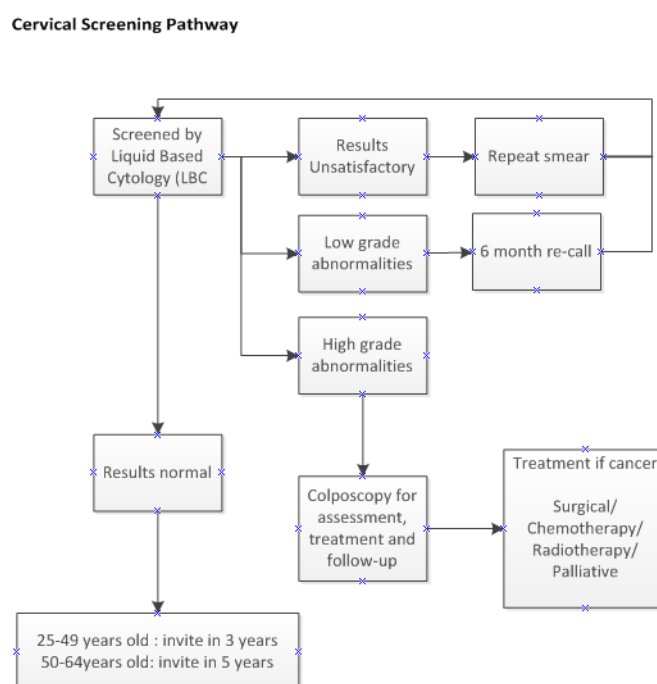 Cervical Screening Pathway
Screened by
Liquid Based
Cytology (LBC
Results
Unsatisfactory
Repeat smear
Low grade
abnormalities
6 month re-call
High grade
abnormalities
Results normal
Colposcopy for
assessment,
treatment and
follow-up
Treatment if cancer
Surgical/
Chemotherapy/
Radiotherapy/
Palliative
25-49 years old : invite in 3 years
50-64years old: invite in 5 years